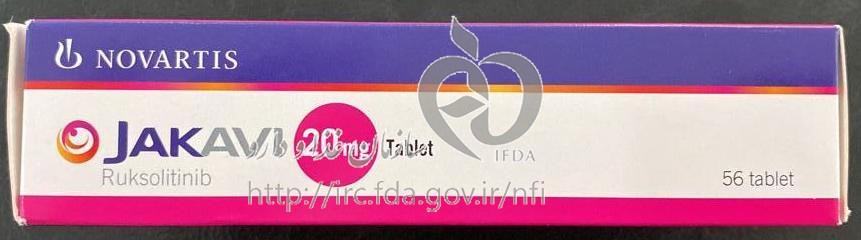 NOVARTIS
JAKAVI 20 mg Tablet
Ruksolitinib
56 tablet
IFDA
http://irc.fda.gov.ir/nfi